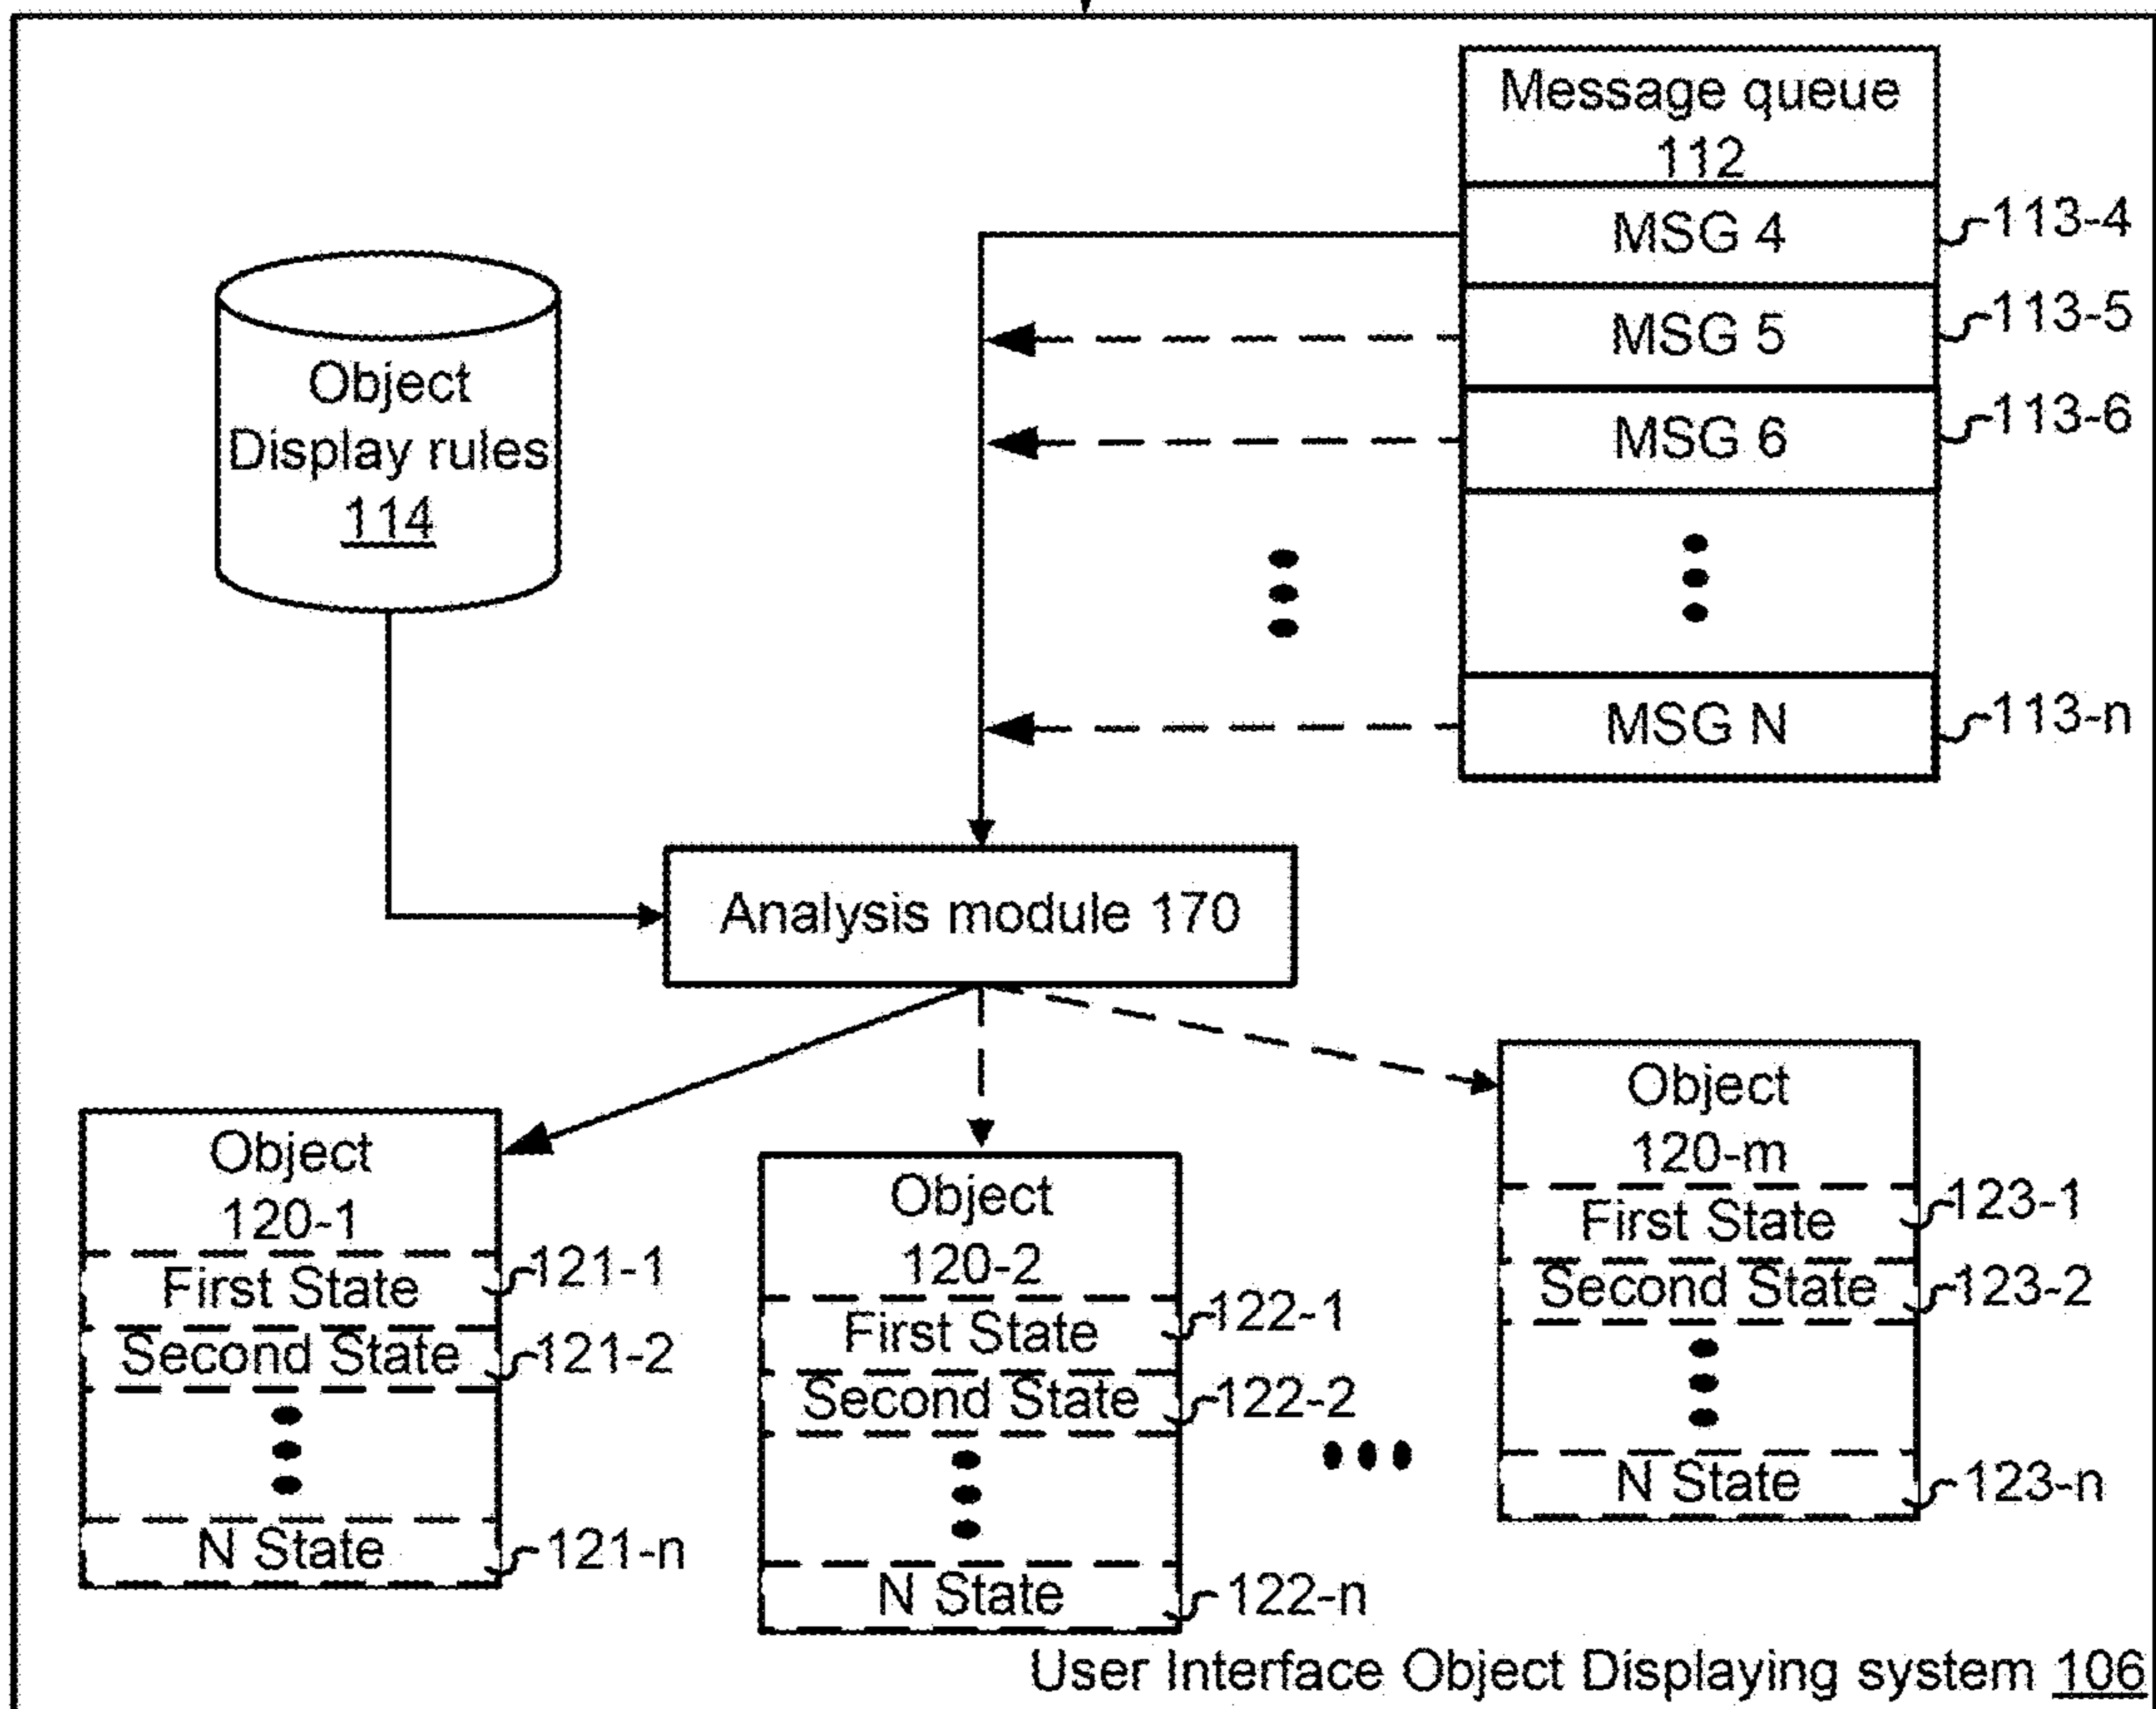 Message queue
112
MSG 4
113-4
MSG 5
113-5
MSG 6
113-6
MSG N
113-n
Object
Display rules
114
Analysis module 170
Object
120-1
First State
121-1
Second State
121-2
N State
121-n
Object
120-2
First State
122-1
Second State
122-2
N State
122-n
Object
120-m
First State
123-1
Second State
123-2
N State
123-n
User Interface Object Displaying system 106